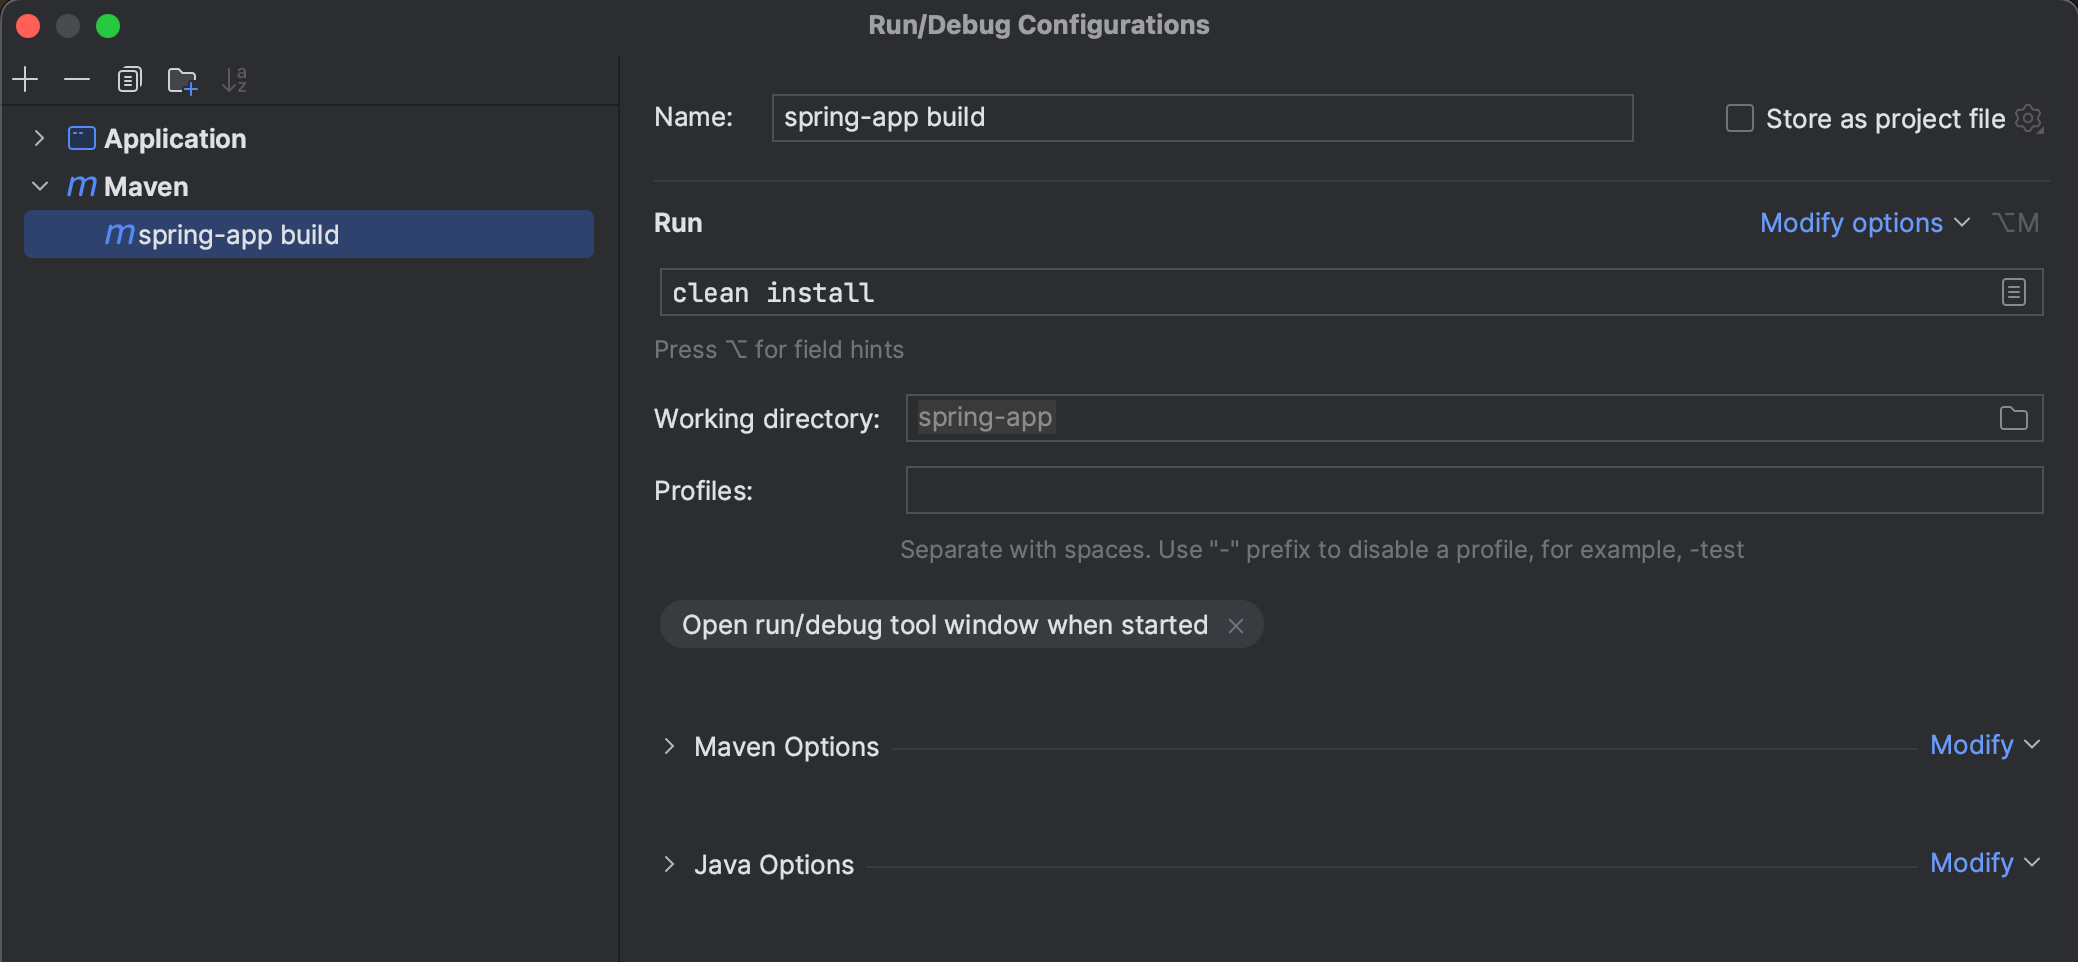 Run/Debug Configurations
Application
Maven
spring-app build
Name: spring-app build
Store as project file
Run
Modify options ⌥M
clean install
Press ⌥ for field hints
Working directory: spring-app
Profiles:
Separate with spaces. Use "-" prefix to disable a profile, for example, -test
Open run/debug tool window when started
Maven Options
Modify
Java Options
Modify